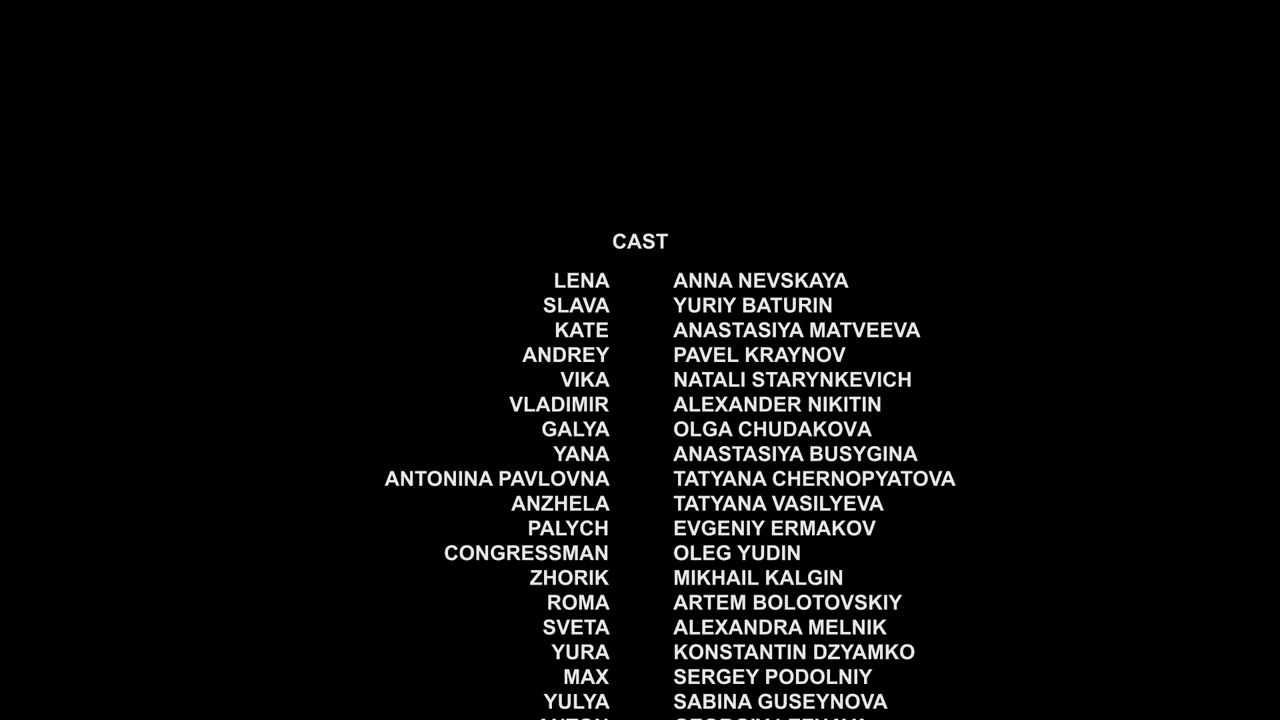 CAST
LENA ANNA NEVSKAYA
SLAVA YURIY BATURIN
KATE ANASTASIYA MATVEEVA
ANDREY PAVEL KRAYNOV
VIKA NATALI STARYNKEVICH
VLADIMIR ALEXANDER NIKITIN
GALYA OLGA CHUDAKOVA
YANA ANASTASIYA BUSYGINA
ANTONINA PAVLOVNA TATYANA CHERNOPYATOVA
ANZHELA TATYANA VASILYEVA
PALYCH EVGENIY ERMAKOV
CONGRESSMAN OLEG YUDIN
ZHORIK MIKHAIL KALGIN
ROMA ARTEM BOLOTOVSKIY
SVETA ALEXANDRA MELNIK
YURA KONSTANTIN DZYAMKO
MAX SERGEY PODOLNIY
YULYA SABINA GUSEYNOVA